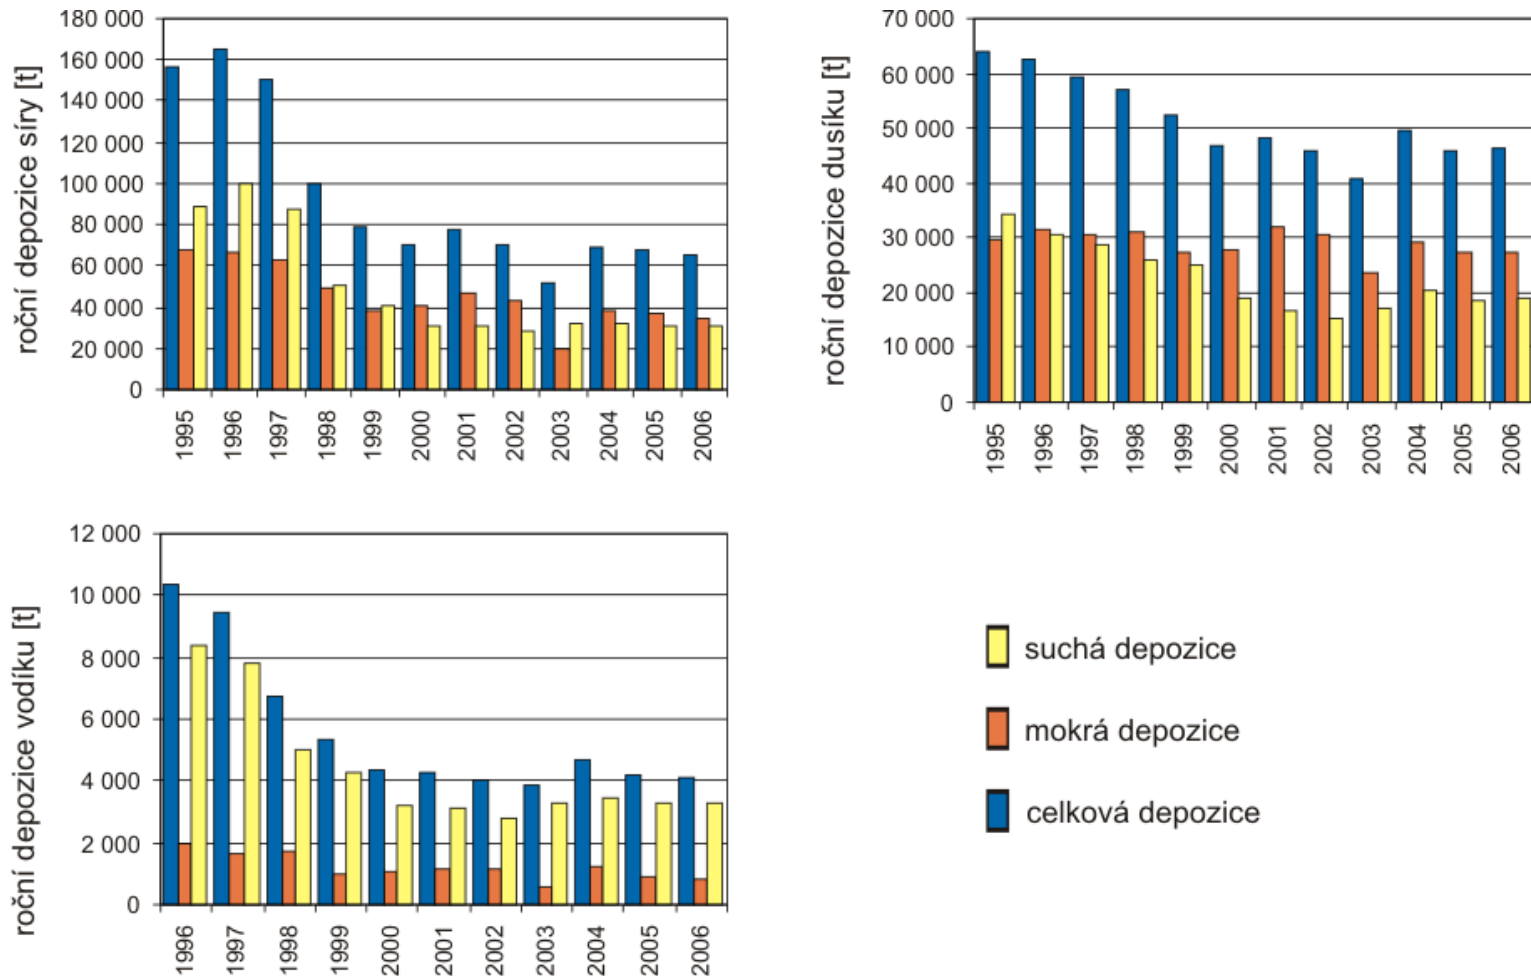 roční depozice síry [t]
180 000
160 000
140 000
120 000
100 000
80 000
60 000
40 000
20 000
0
1995 1996 1997 1998 1999 2000 2001 2002 2003 2004 2005 2006
roční depozice dusíku [t]
70 000
60 000
50 000
40 000
30 000
20 000
10 000
0
1995 1996 1997 1998 1999 2000 2001 2002 2003 2004 2005 2006
roční depozice vodíku [t]
12 000
10 000
8 000
6 000
4 000
2 000
0
1996 1997 1998 1999 2000 2001 2002 2003 2004 2005 2006
suchá depozice
mokrá depozice
celková depozice